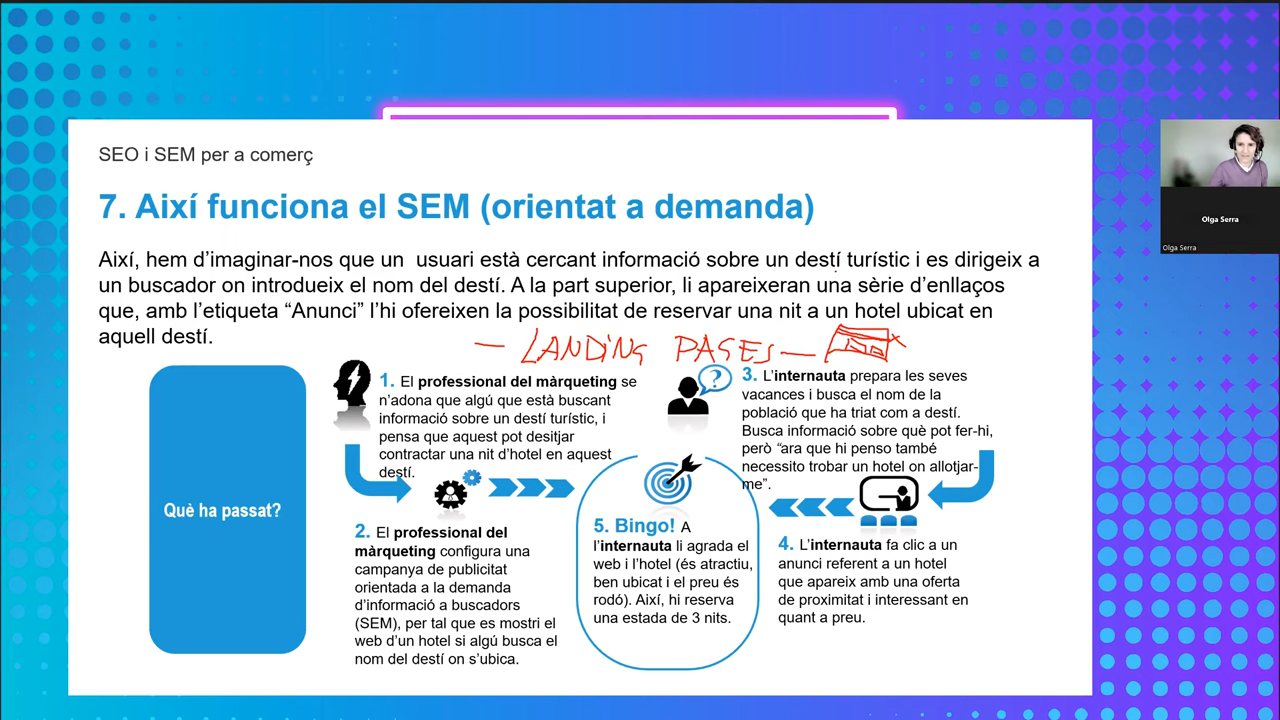 SEO i SEM per a comerç
7. Així funciona el SEM (orientat a demanda)
Així, hem d’imaginar-nos que un usuari està cercant informació sobre un destí turístic i es dirigeix a
un buscador on introdueix el nom del destí. A la part superior, li apareixeran una sèrie d’enllaços
que, amb l’etiqueta “Anunci” l’hi ofereixen la possibilitat de reservar una nit a un hotel ubicat en
aquell destí.
— LANDING PAGES —
Què ha passat?
1. El professional del màrqueting se
n’adona que algú que està buscant
informació sobre un destí turístic, i
pensa que aquest pot desitjar
contractar una nit d’hotel en aquest
destí.
2. El professional del
màrqueting configura una
campanya de publicitat
orientada a la demanda
d’informació a buscadors
(SEM), per tal que es mostri el
web d’un hotel si algú busca el
nom del destí on s’ubica.
?
3. L’internauta prepara les seves
vacances i busca el nom de la
població que ha triat com a destí.
Busca informació sobre què pot fer-hi,
però “ara que hi penso també
necessito trobar un hotel on allotjar-
me”.
4. L’internauta fa clic a un
anunci referent a un hotel
que apareix amb una oferta
de proximitat i interessant en
quant a preu.
5. Bingo! A
l’internauta li agrada el
web i l’hotel (és atractiu,
ben ubicat i el preu és
rodó). Així, hi reserva
una estada de 3 nits.
Olga Serra
Olga Serra